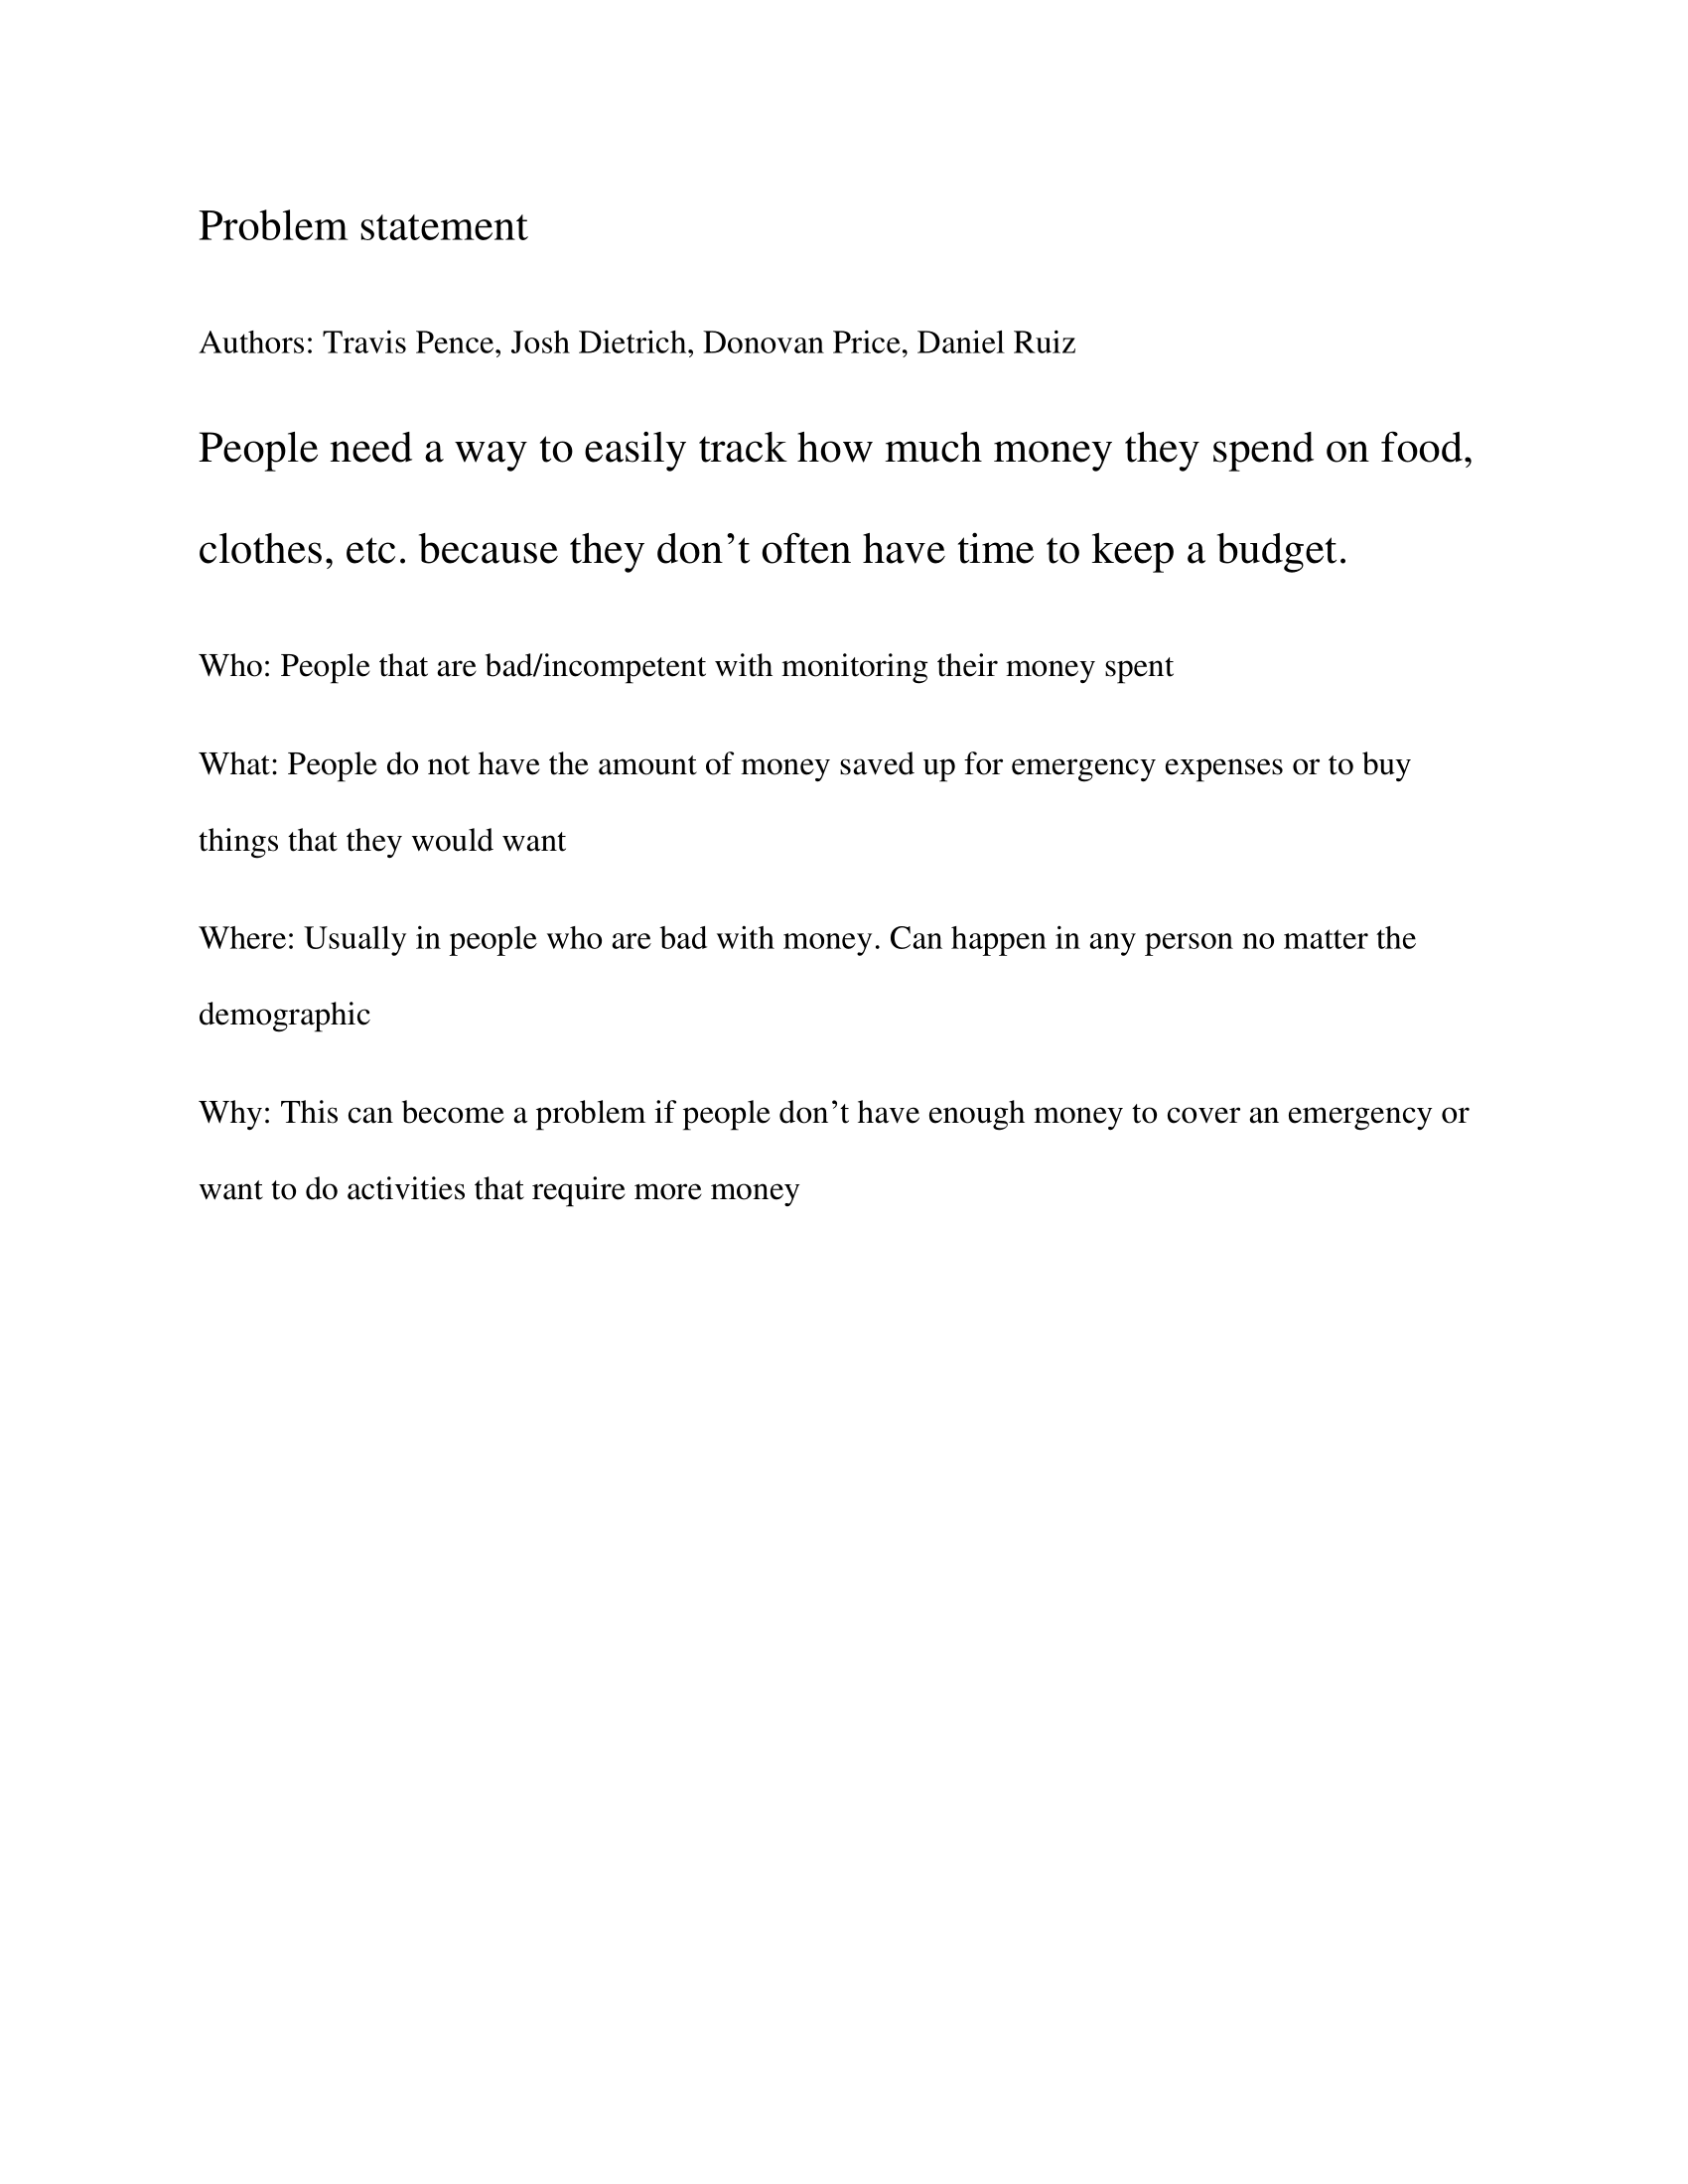 Problem statement
Authors: Travis Pence, Josh Dietrich, Donovan Price, Daniel Ruiz
People need a way to easily track how much money they spend on food,
clothes, etc. because they don’t often have time to keep a budget.
Who: People that are bad/incompetent with monitoring their money spent
What: People do not have the amount of money saved up for emergency expenses or to buy
things that they would want
Where: Usually in people who are bad with money. Can happen in any person no matter the
demographic
Why: This can become a problem if people don’t have enough money to cover an emergency or
want to do activities that require more money